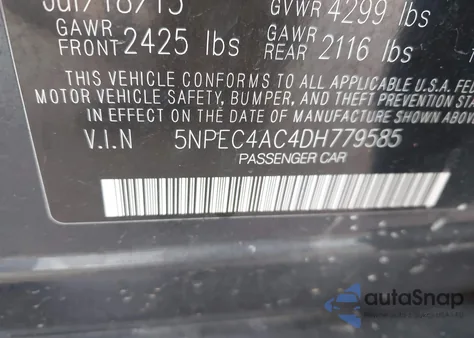 GVWR 4299 lbs
GAWR FRONT 2425 lbs
GAWR REAR 2116 lbs
THIS VEHICLE CONFORMS TO ALL APPLICABLE U.S.A. FED
MOTOR VEHICLE SAFETY, BUMPER, AND THEFT PREVENTION
IN EFFECT ON THE DATE OF MANUFACTURE SHOWN A
V.I.N 5NPEC4AC4DH779585
PASSENGER CAR
autoSnap